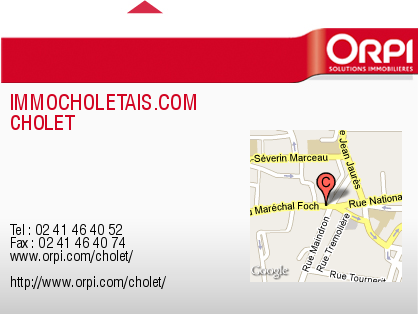 ORPI
SOLUTIONS IMMOBILIÈRES
IMMOCHOLETAIS.COM
CHOLET
-Séverin Marceau
e Jean Jaurès
C
u Maréchal Foch
Rue Nationa
Rue Maindron
Rue Tremolière
Rue Tournerit
Google
Tel : 02 41 46 40 52
Fax : 02 41 46 40 74
www.orpi.com/cholet/
http://www.orpi.com/cholet/